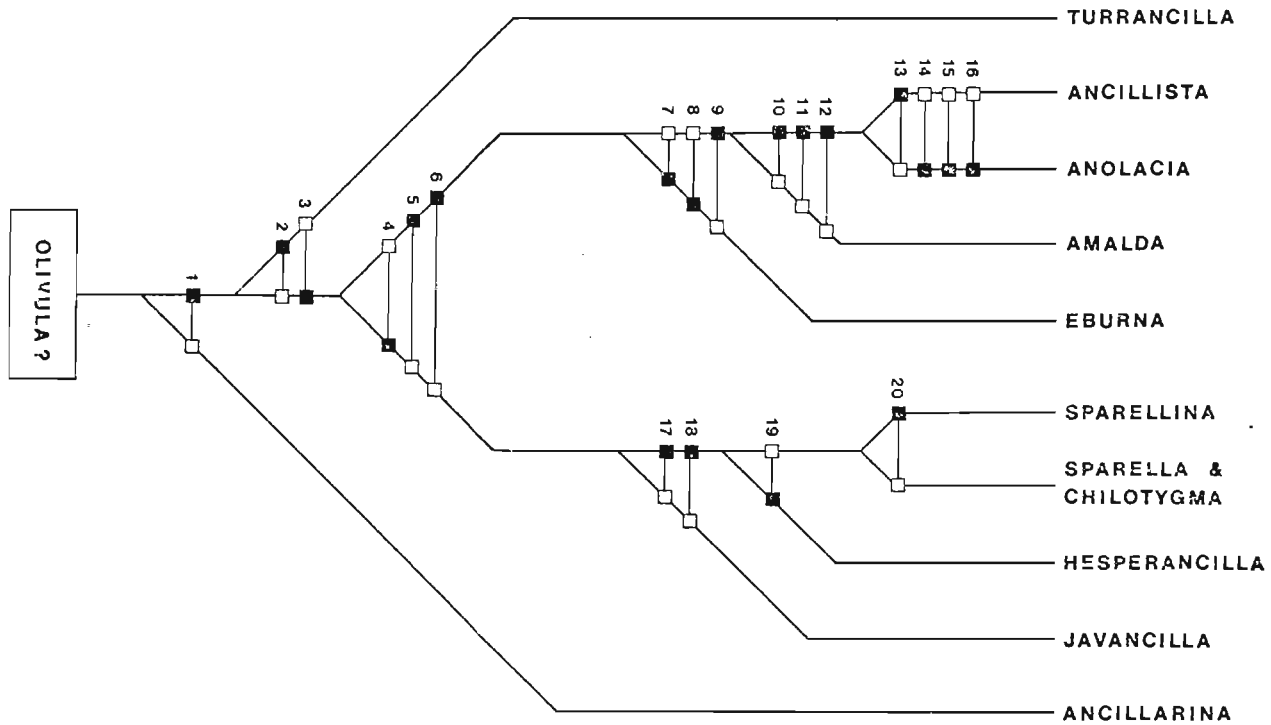 TURRANCILLA
ANCILLISTA
ANOLACIA
AMALDA
EBURNA
SPARELLINA
SPARELLA &
CHILOTYGMA
HESPERANCILLA
JAVANCILLA
ANCILLARINA
OLIVULA?
1
2
3
4
5
6
7
8
9
10
11
12
13
14
15
16
17
18
19
20